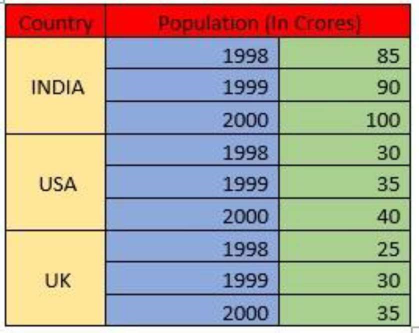 Country Population (In Crores)
1998 85
INDIA 1999 90
2000 100
1998 30
USA 1999 35
2000 40
1998 25
UK 1999 30
2000 35